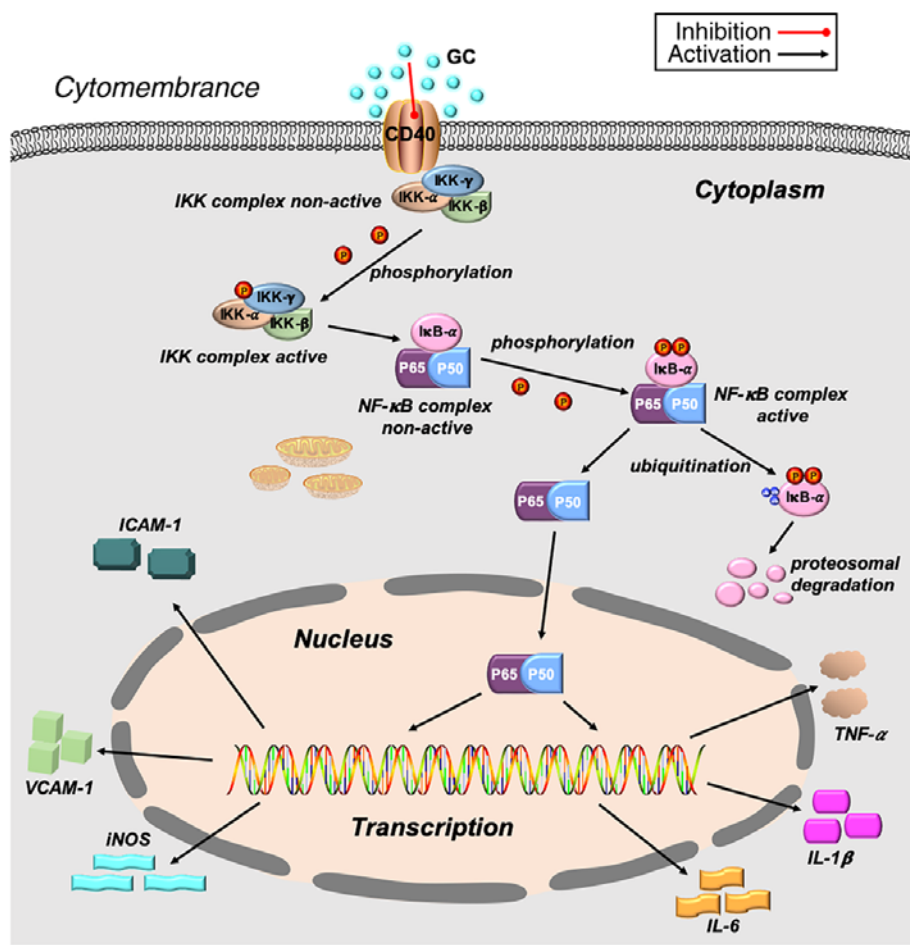 Inhibition
Activation
GC
Cytomembrance
CD40
IKK complex non-active
IKK-γ
IKK-α
IKK-β
Cytoplasm
P
P
phosphorylation
P
IKK-γ
IKK-α
IKK-β
IKK complex active
IκB-α
P65
P50
NF-κB complex
non-active
phosphorylation
P
P
P
P
IκB-α
P65
P50
NF-κB complex
active
ubiquitination
P
P
IκB-α
P65
P50
proteosomal
degradation
ICAM-1
Nucleus
P65
P50
TNF-α
VCAM-1
Transcription
iNOS
IL-1β
IL-6